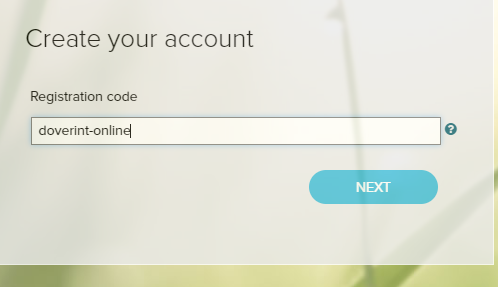 Create your account
Registration code
doverint-online
?
NEXT